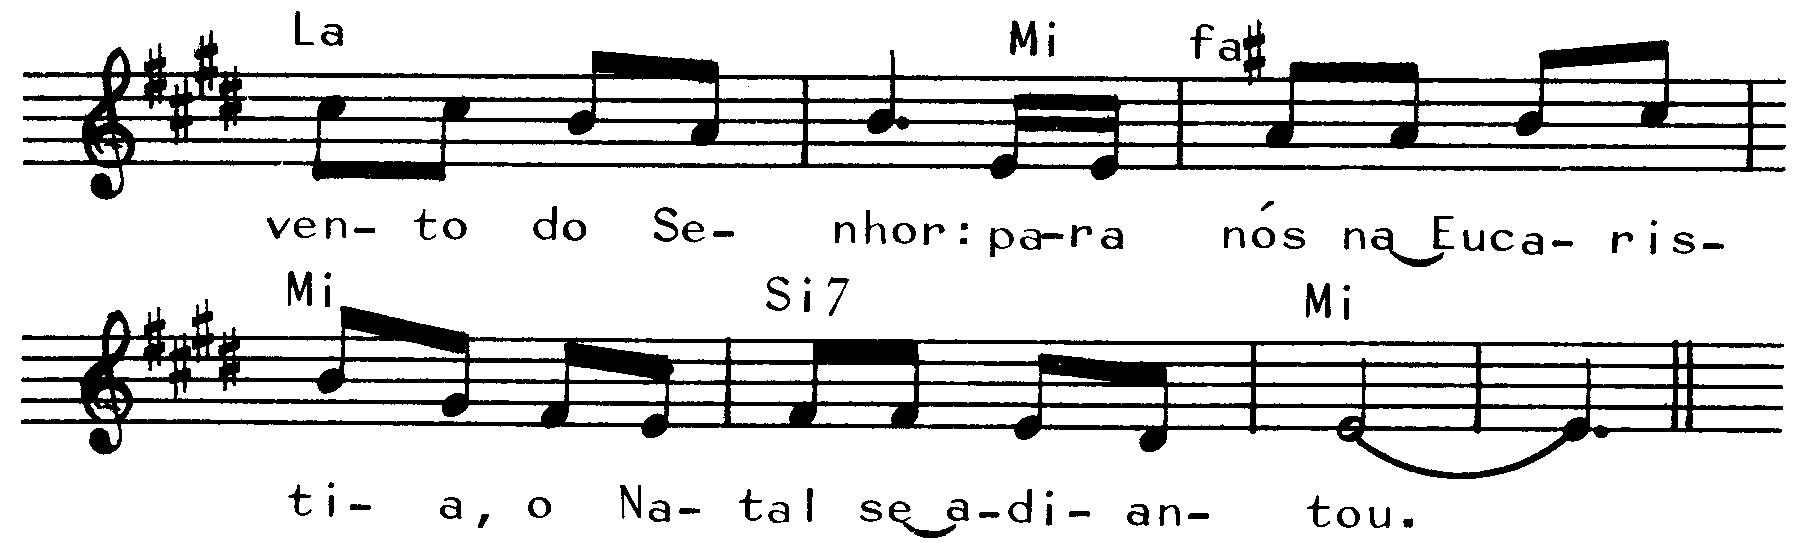 La Mi fa#
ven- to do Se- nhor: pa-ra nós na Euca- ris-
Mi Si7 Mi
ti- a, o Na- tal se a-di- an- tou.